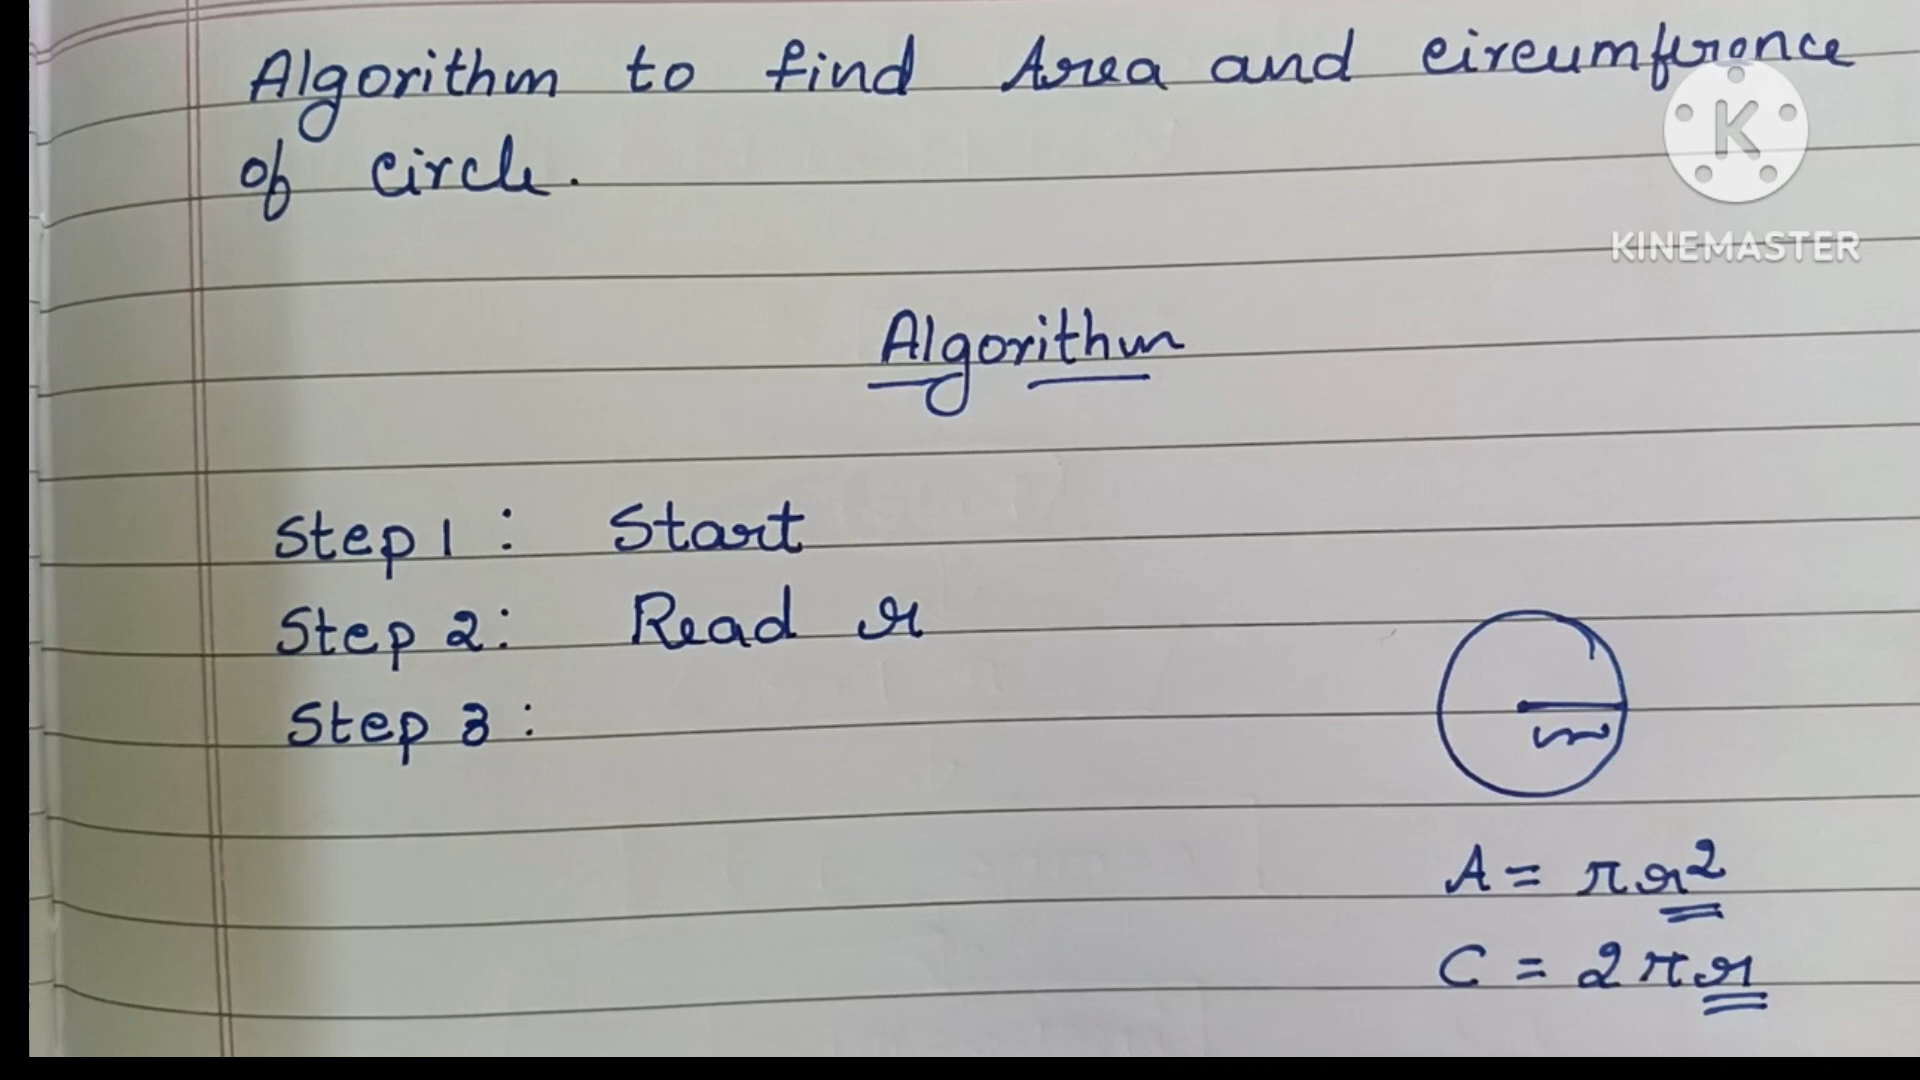 Algorithm to find Area and circumference
of circle.
K
KINEMASTER
Algorithm
Step 1 : Start
Step 2 : Read r
Step 3 :
r
A = πr²
C = 2πr